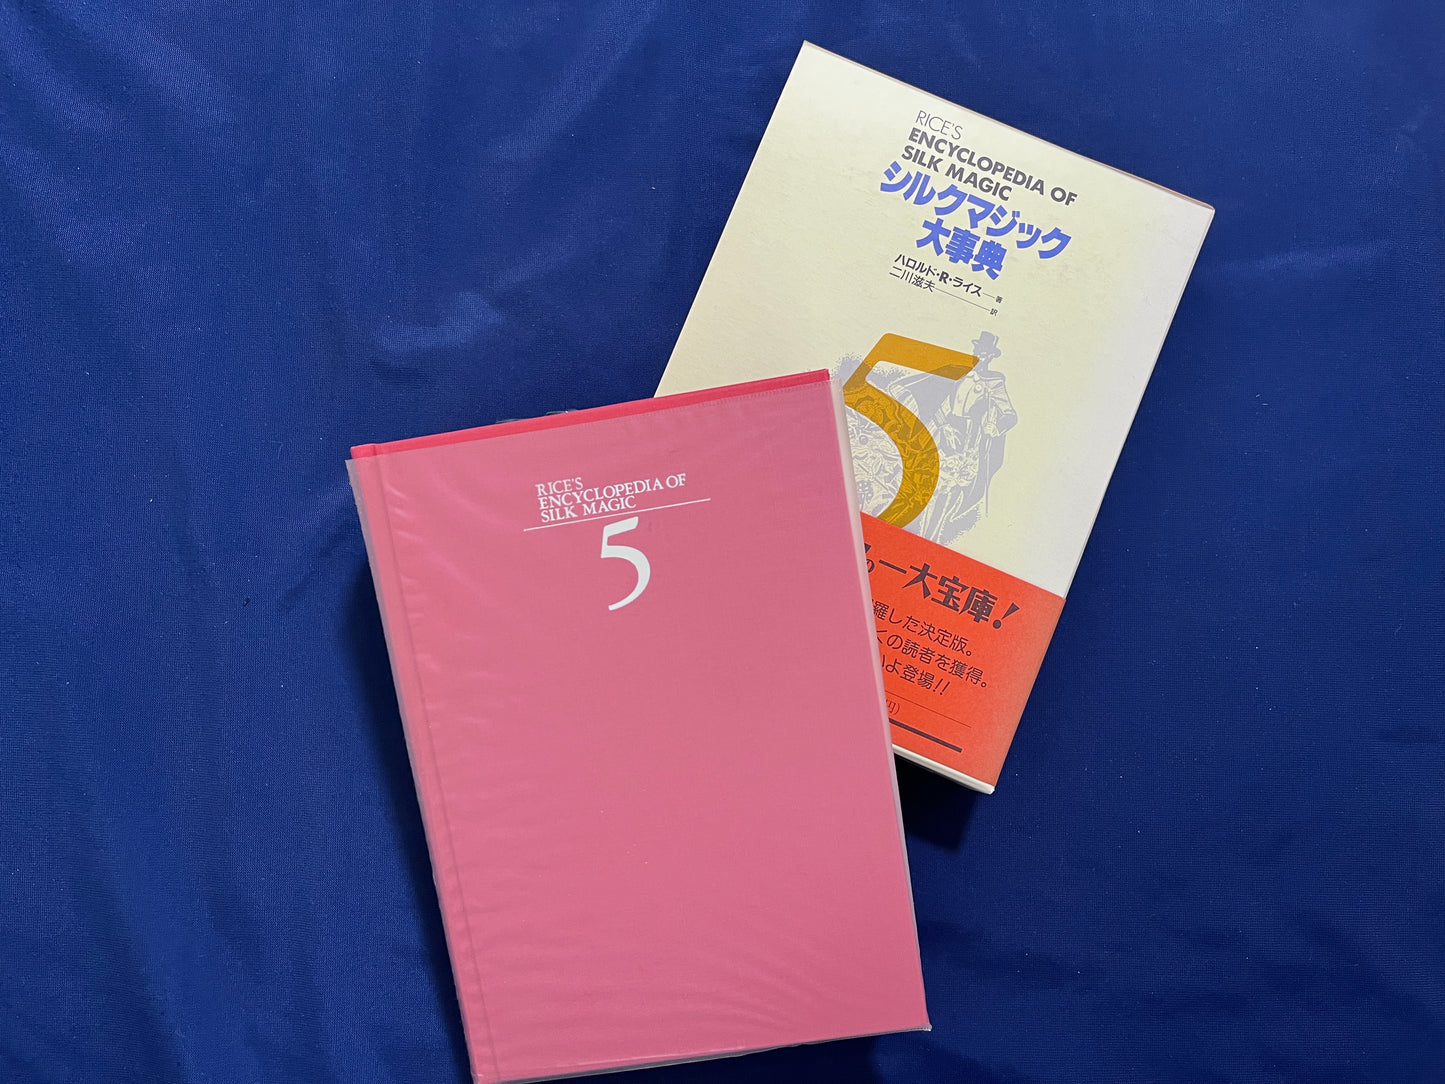 RICE'S
ENCYCLOPEDIA OF
SILK MAGIC
シルクマジック
大事典
ハロルド・R・ライス―著
二川滋夫―訳
5
一大宝庫！
羅した決定版。
くの読者を獲得。
よ登場!!
円)
RICE'S
ENCYCLOPEDIA OF
SILK MAGIC
5